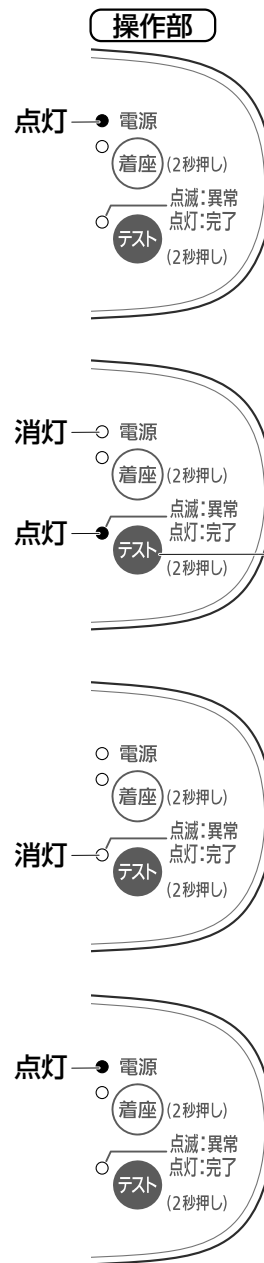 操作部
点灯 電源
着座 (2秒押し)
点滅:異常
テスト 点灯:完了
(2秒押し)
消灯 電源
着座 (2秒押し)
点滅:異常
点灯 テスト 点灯:完了
(2秒押し)
電源
着座 (2秒押し)
点滅:異常
消灯 テスト 点灯:完了
(2秒押し)
点灯 電源
着座 (2秒押し)
点滅:異常
テスト 点灯:完了
(2秒押し)